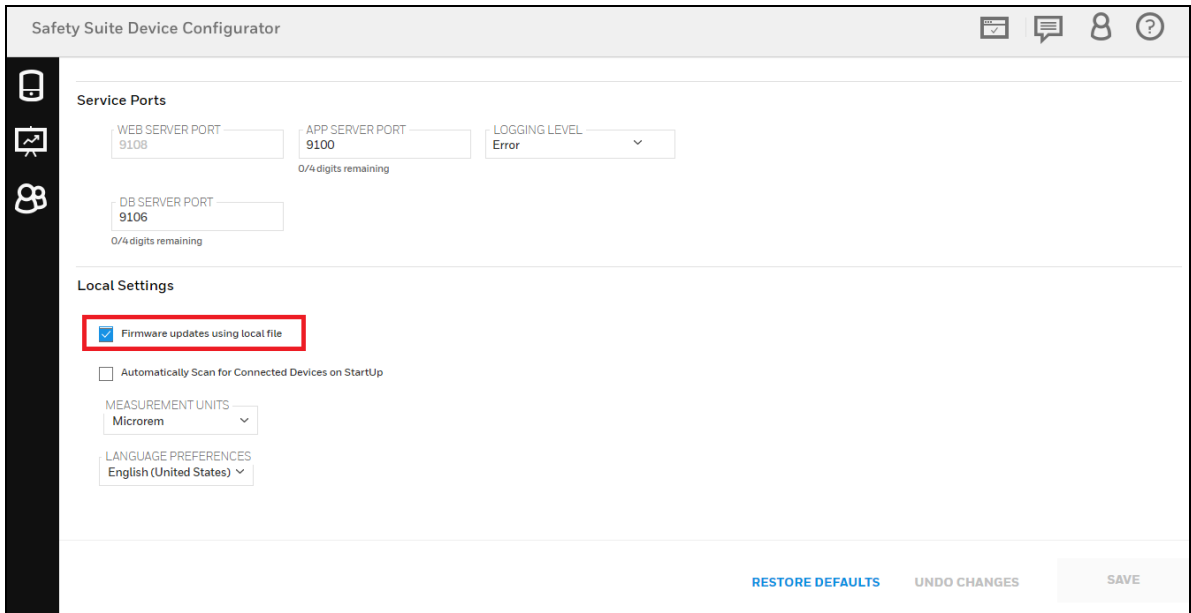 Safety Suite Device Configurator
Service Ports
WEB SERVER PORT
9108
APP SERVER PORT
9100
0/4 digits remaining
LOGGING LEVEL
Error
DB SERVER PORT
9106
0/4 digits remaining
Local Settings
Firmware updates using local file
Automatically Scan for Connected Devices on StartUp
MEASUREMENT UNITS
Microrem
LANGUAGE PREFERENCES
English (United States)
RESTORE DEFAULTS
UNDO CHANGES
SAVE